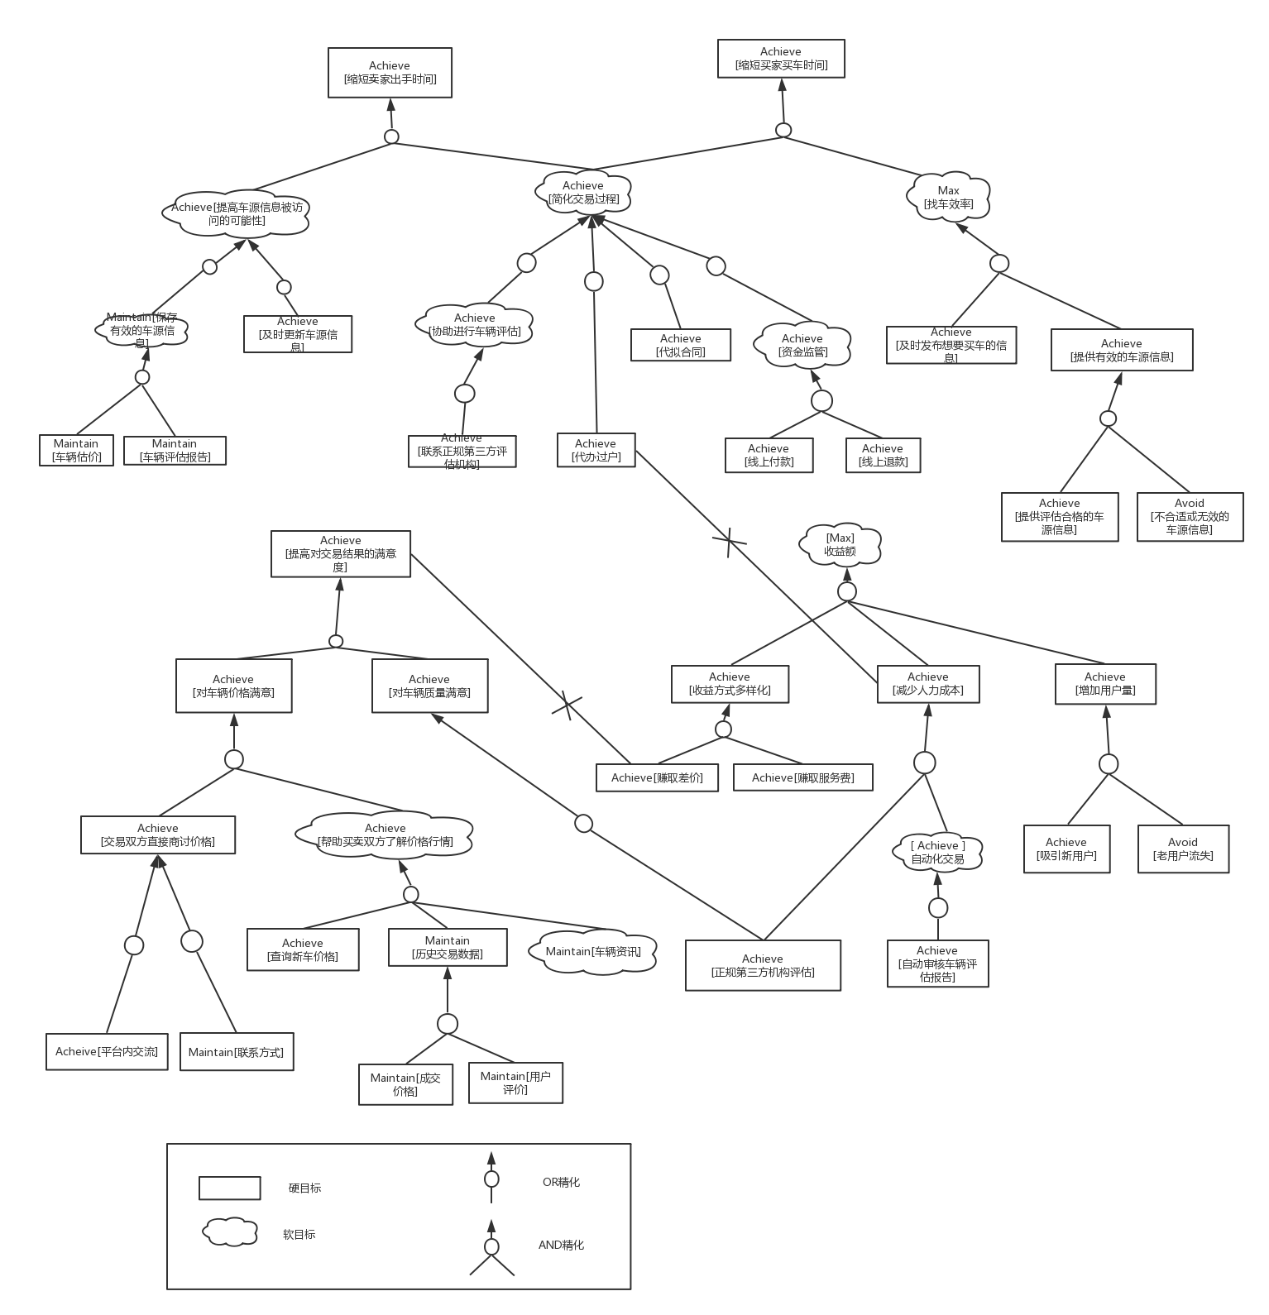 Achieve
[缩短卖家出手时间]
Achieve
[缩短买家买车时间]
Achieve[提高车源信息被访
问的可能性]
Achieve
[简化交易过程]
Max
[找车效率]
Maintain[保存
有效的车源信
息]
Achieve
[及时更新车源信
息]
Achieve
[协助进行车辆评估]
Achieve
[代拟合同]
Achieve
[资金监管]
Achieve
[及时发布想要买车的信
息]
Achieve
[提供有效的车源信息]
Maintain
[车辆估价]
Maintain
[车辆评估报告]
Achieve
[联系正规第三方评
估机构]
Achieve
[代办过户]
Achieve
[线上付款]
Achieve
[线上退款]
Achieve
[提供评估合格的车
源信息]
Avoid
[不合适或无效的
车源信息]
Achieve
[提高对交易结果的满意
度]
[Max]
收益额
Achieve
[对车辆价格满意]
Achieve
[对车辆质量满意]
Achieve
[收益方式多样化]
Achieve
[减少人力成本]
Achieve
[增加用户量]
Achieve[赚取差价]
Achieve[赚取服务费]
Achieve
[交易双方直接商讨价格]
Achieve
[帮助买卖双方了解价格行情]
[ Achieve ]
自动化交易
Achieve
[吸引新用户]
Avoid
[老用户流失]
Achieve
[查询新车价格]
Maintain
[历史交易数据]
Maintain[车辆资讯]
Achieve
[正规第三方机构评估]
Achieve
[自动审核车辆评
估报告]
Acheive[平台内交流]
Maintain[联系方式]
Maintain[成交
价格]
Maintain[用户
评价]
硬目标
OR精化
软目标
AND精化